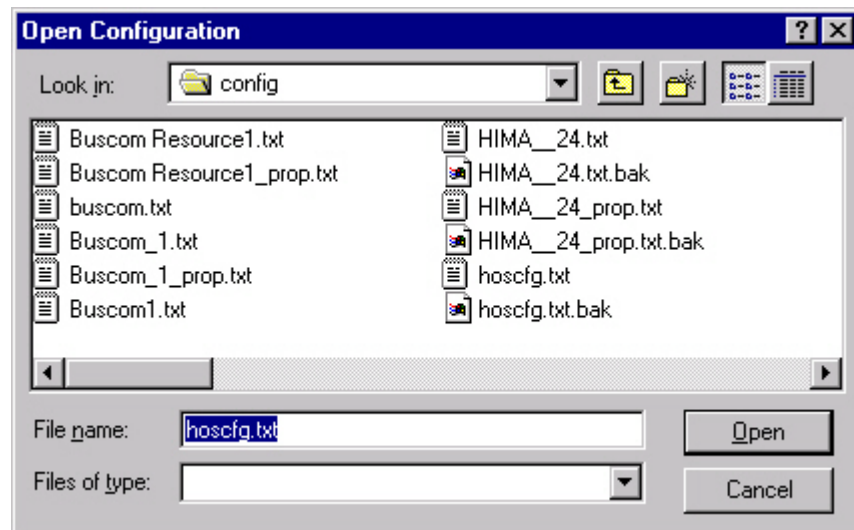 Open Configuration
Look in:
config
Buscom Resource1.txt
Buscom Resource1_prop.txt
buscom.txt
Buscom_1.txt
Buscom_1_prop.txt
Buscom1.txt
HIMA__24.txt
HIMA__24.txt.bak
HIMA__24_prop.txt
HIMA__24_prop.txt.bak
hoscfg.txt
hoscfg.txt.bak
File name:
hoscfg.txt
Open
Files of type:
Cancel